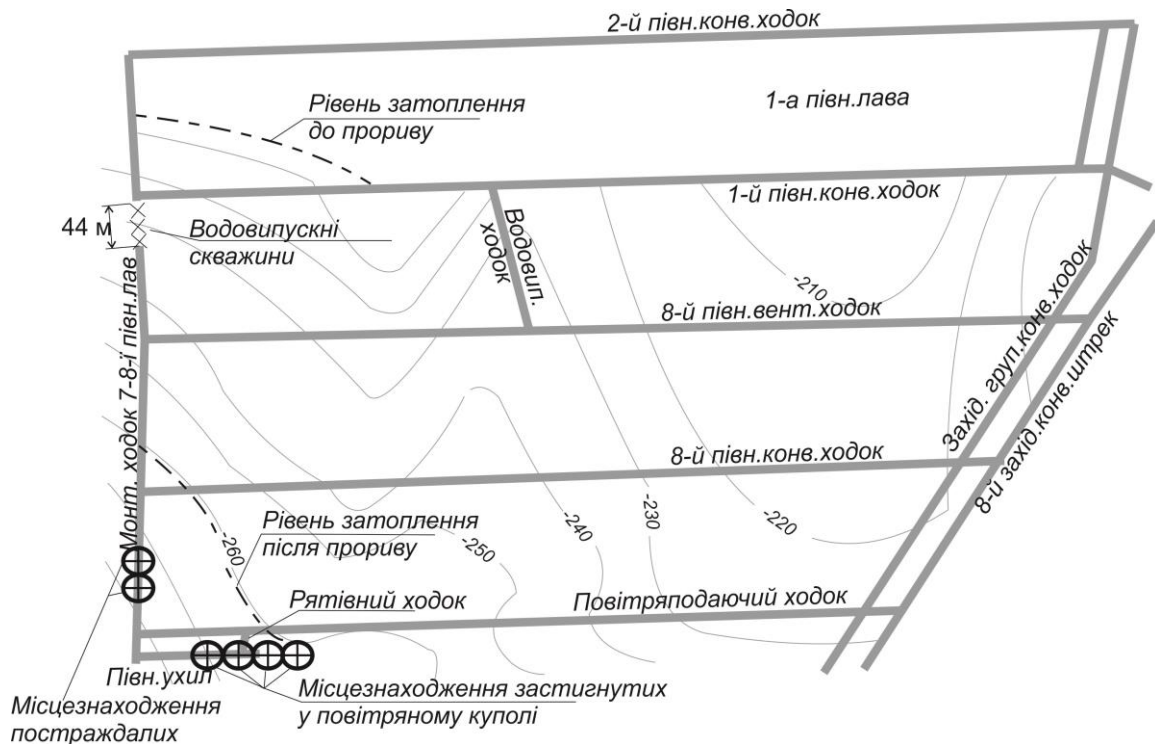 2-й півн.конв.ходок
1-а півн.лава
Рівень затоплення
до прориву
1-й півн.конв.ходок
44 м
Водовипускні
скважини
Водовип.
ходок
-210
8-й півн.вент.ходок
Монт. ходок 7-8-ї півн.лав
Захід. груп.конв.ходок
8-й захід.конв.штрек
8-й півн.конв.ходок
-260
Рівень затоплення
після прориву
-250
-240
-230
-220
Рятівний ходок
Повітряподаючий ходок
Півн.ухил
Місцезнаходження
постраждалих
Місцезнаходження застигнутих
у повітряному куполі